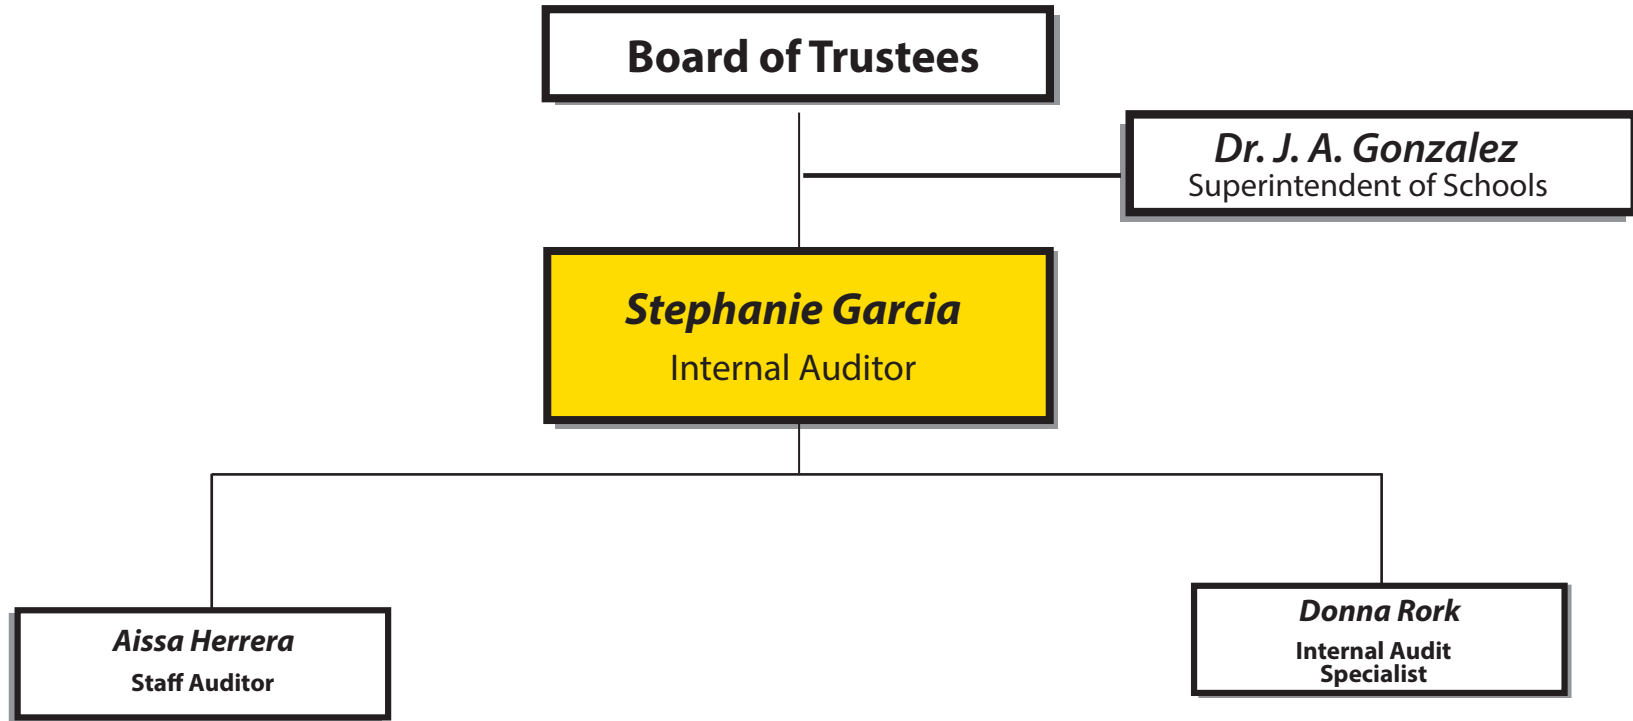 Board of Trustees
Dr. J. A. Gonzalez
Superintendent of Schools
Stephanie Garcia
Internal Auditor
Aissa Herrera
Staff Auditor
Donna Rork
Internal Audit
Specialist